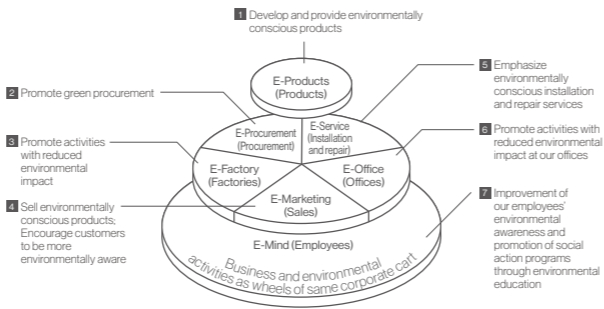 1 Develop and provide environmentally
conscious products
E-Products
(Products)
2 Promote green procurement
E-Procurement
(Procurement)
E-Service
(Installation
and repair)
5 Emphasize
environmentally
conscious installation
and repair services
3 Promote activities
with reduced
environmental
impact
E-Factory
(Factories)
E-Office
(Offices)
6 Promote activities with
reduced environmental
impact at our offices
4 Sell environmentally
conscious products;
Encourage customers
to be more
environmentally aware
E-Marketing
(Sales)
7 Improvement of
our employees'
environmental
awareness and
promotion of social
action programs
through environmental
education
E-Mind (Employees)
Business and environmental
activities as wheels of same corporate cart